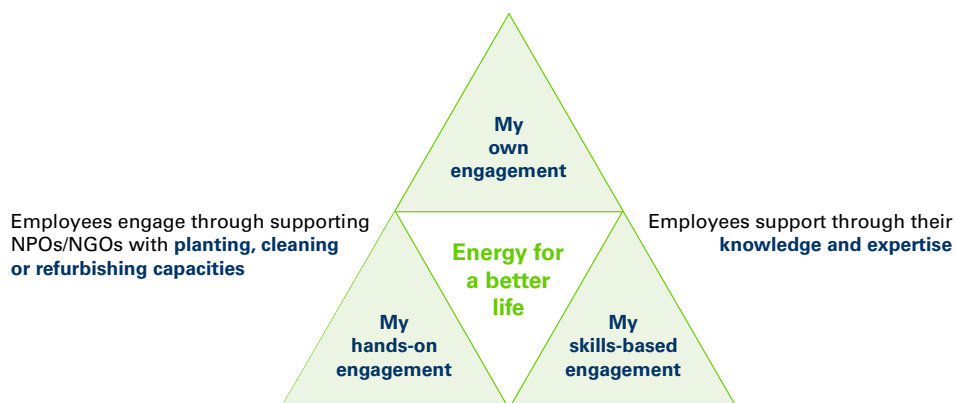 My
own
engagement
Employees engage through supporting
NPOs/NGOs with planting, cleaning
or refurbishing capacities
Employees support through their
knowledge and expertise
Energy for
a better
life
My
hands-on
engagement
My
skills-based
engagement